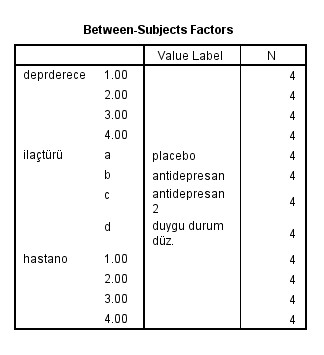 Between-Subjects Factors
Value Label N
deprderece 1.00 4
2.00 4
3.00 4
4.00 4
ilaçtürü a placebo 4
b antidepresan 4
c antidepresan 2 4
d duygu durum düz. 4
hastano 1.00 4
2.00 4
3.00 4
4.00 4